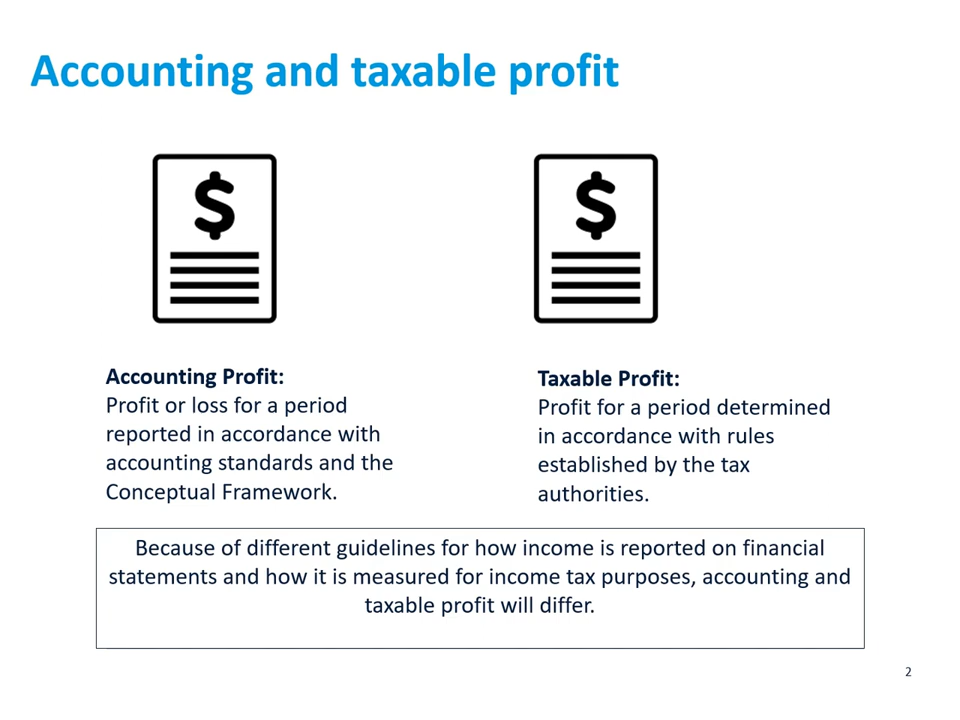 Accounting and taxable profit
$
$
Accounting Profit:
Profit or loss for a period
reported in accordance with
accounting standards and the
Conceptual Framework.
Taxable Profit:
Profit for a period determined
in accordance with rules
established by the tax
authorities.
Because of different guidelines for how income is reported on financial
statements and how it is measured for income tax purposes, accounting and
taxable profit will differ.
2